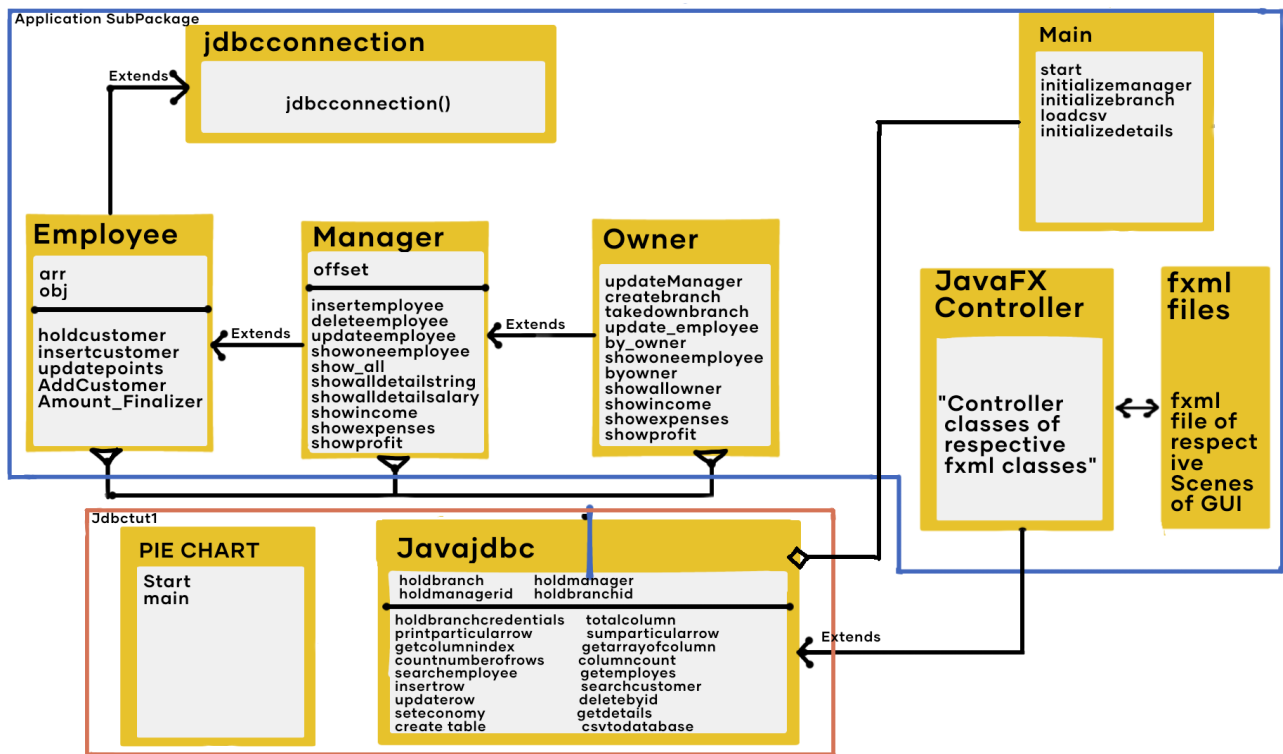 Application SubPackage
jdbcconnection
jdbcconnection()
Extends
Main
start
initializemanager
initializebranch
loadcsv
initializedetails
Employee
arr
obj
holdcustomer
insertcustomer
updatepoints
AddCustomer
Amount_Finalizer
Extends
Manager
offset
insertemployee
deleteemployee
updateemployee
showoneemployee
show_all
showalldetailstring
showalldetailsalary
showincome
showexpenses
showprofit
Extends
Owner
updateManager
createbranch
takedownbranch
update_employee
by_owner
showoneemployee
byowner
showallowner
showincome
showexpenses
showprofit
JavaFX
Controller
"Controller
classes of
respective
fxml classes"
fxml
files
fxml
file of
respect
ive
Scenes
of GUI
Jdbctut1
PIE CHART
Start
main
Javajdbc
holdbranch holdmanager
holdmanagerid holdbranchid
holdbranchcredentials totalcolumn
printparticularrow sumparticularrow
getcolumnindex getarrayofcolumn
countnumberofrows columncount
searchemployee getemployes
insertrow searchcustomer
updaterow deletebyid
seteconomy getdetails
create table csvtodatabase
Extends